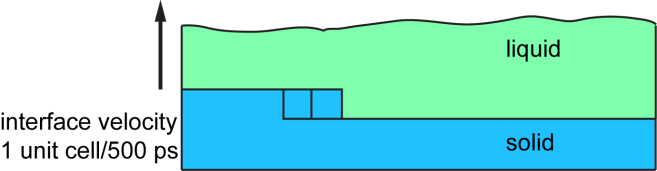 liquid
interface velocity
1 unit cell/500 ps
solid